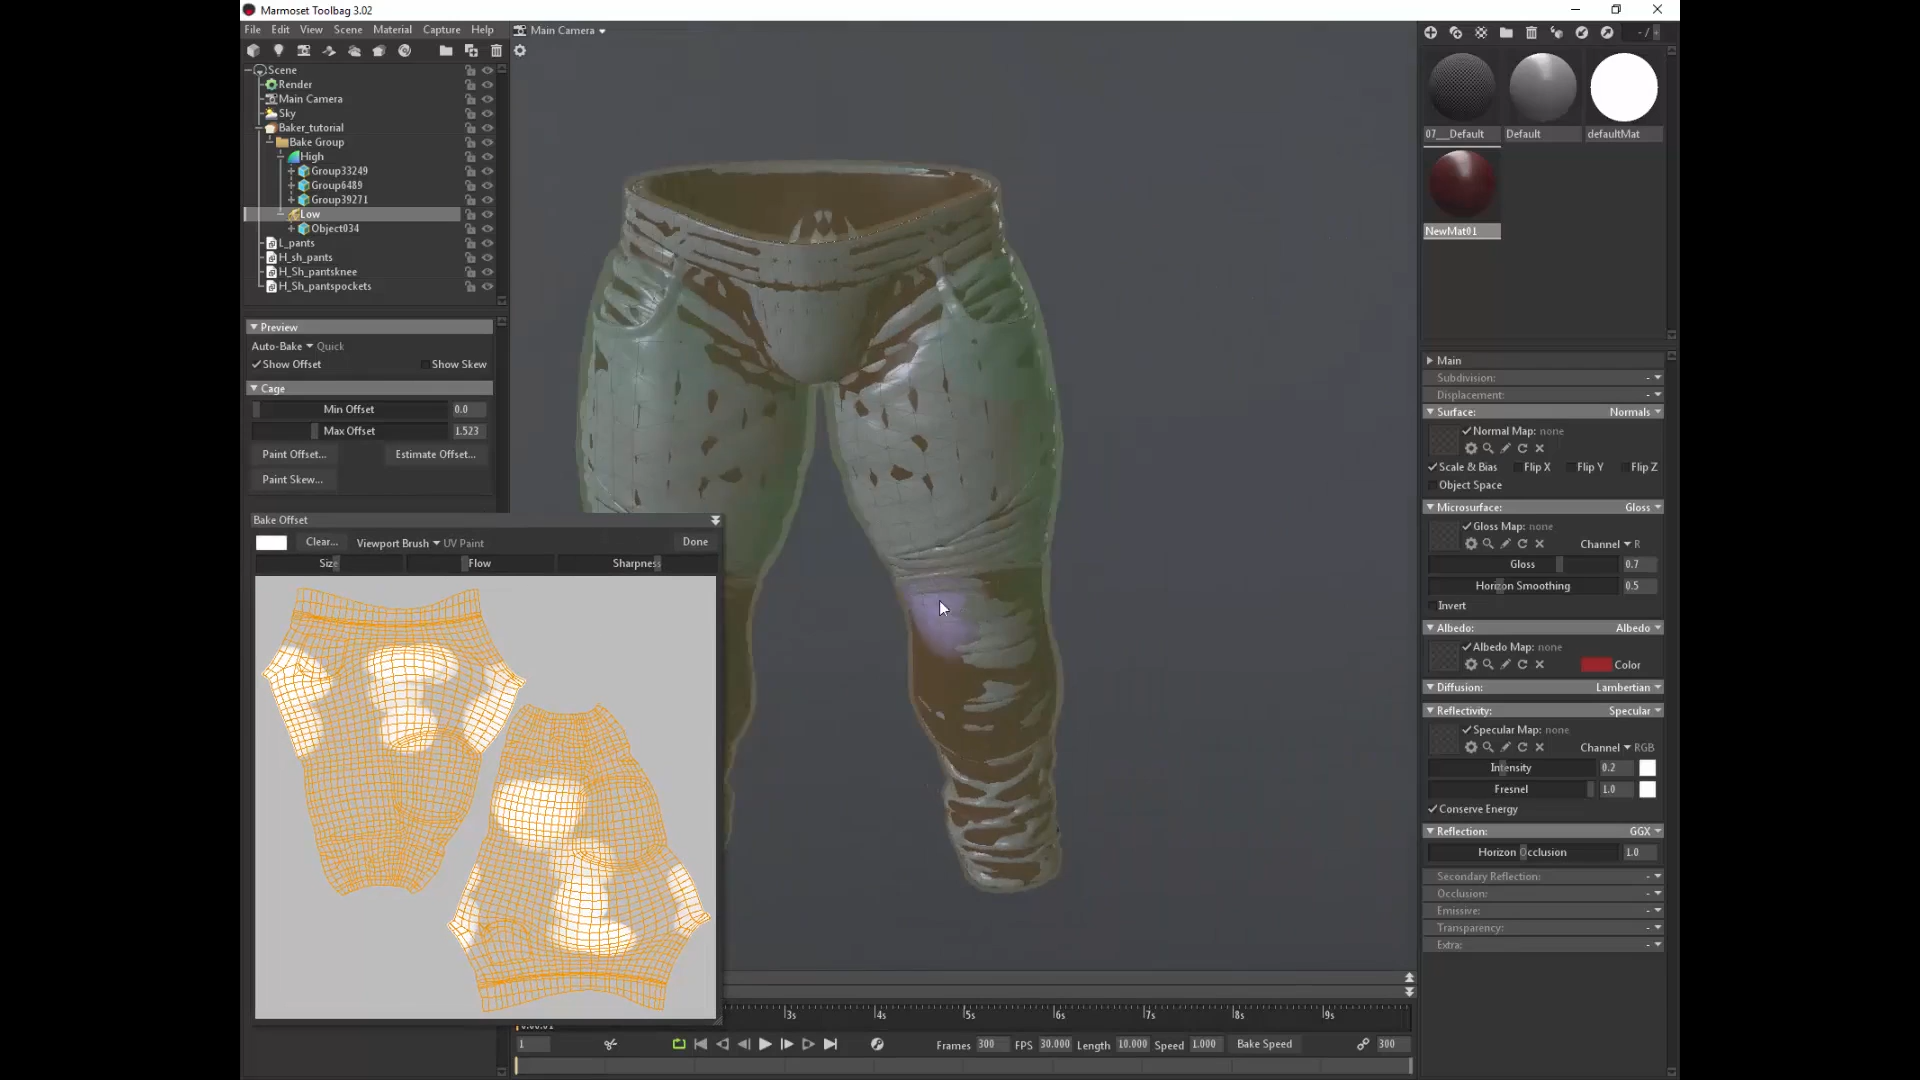 Marmoset Toolbag 3.02
File Edit View Scene Material Capture Help
Main Camera
- /
Scene
Render
Main Camera
Sky
Baker_tutorial
Bake Group
High
Group33249
Group6489
Group39271
Low
Object034
L_pants
H_sh_pants
H_Sh_pantsknee
H_Sh_pantspockets
Preview
Auto-Bake Quick
Show Offset Show Skew
Cage
Min Offset 0.0
Max Offset 1.523
Paint Offset... Estimate Offset...
Paint Skew...
Bake Offset
Clear... Viewport Brush UV Paint Done
Size Flow Sharpness
3s 4s 5s 6s 7s 8s 9s
1 Frames 300 FPS 30.000 Length 10.000 Speed 1.000 Bake Speed 300
07__Default Default defaultMat
NewMat01
Main
Subdivision: -
Displacement: -
Surface: Normals
Normal Map: none
Scale & Bias Flip X Flip Y Flip Z
Object Space
Microsurface: Gloss
Gloss Map: none
Channel R
Gloss 0.7
Horizon Smoothing 0.5
Invert
Albedo: Albedo
Albedo Map: none
Color
Diffusion: Lambertian
Reflectivity: Specular
Specular Map: none
Channel RGB
Intensity 0.2
Fresnel 1.0
Conserve Energy
Reflection: GGX
Horizon Occlusion 1.0
Secondary Reflection: -
Occlusion: -
Emissive: -
Transparency: -
Extra: -